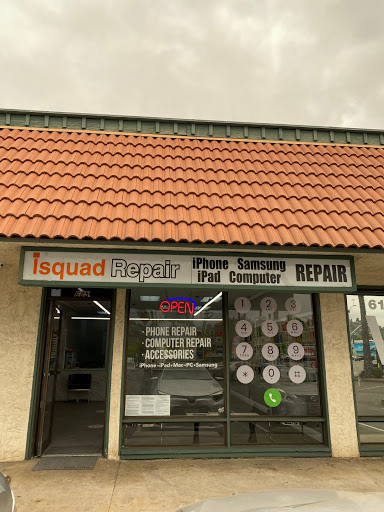 isquad Repair iPhone Samsung
iPad Computer REPAIR
OPEN
- PHONE REPAIR
- COMPUTER REPAIR
- ACCESSORIES
iPhone-iPad-Mac-PC-Samsung
1 2 3
4 5 6
7 8 9
* 0 #
61